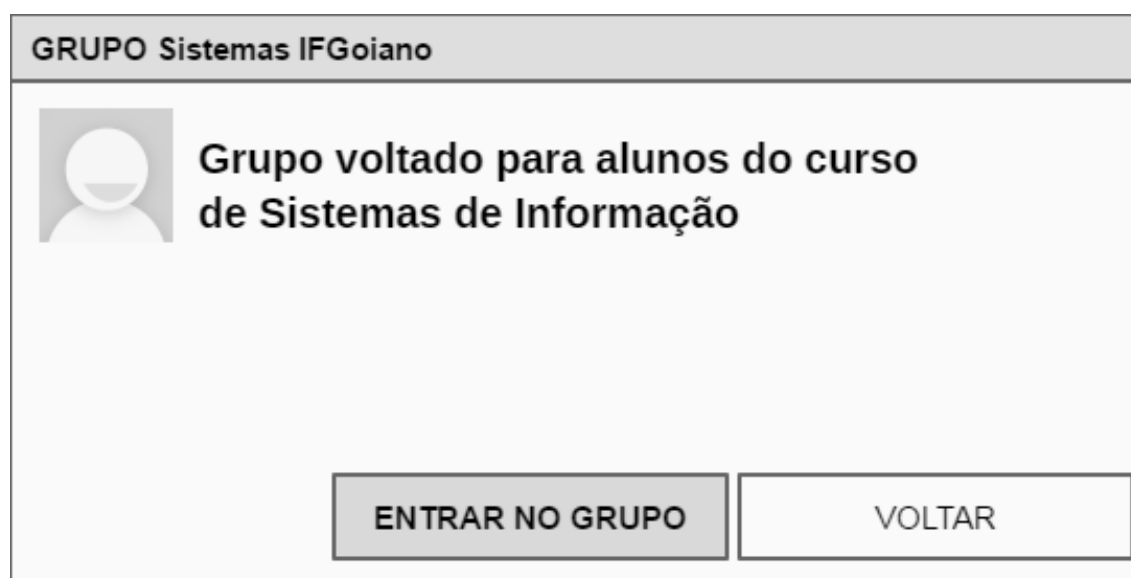 GRUPO Sistemas IFGoiano
Grupo voltado para alunos do curso
de Sistemas de Informação
ENTRAR NO GRUPO
VOLTAR